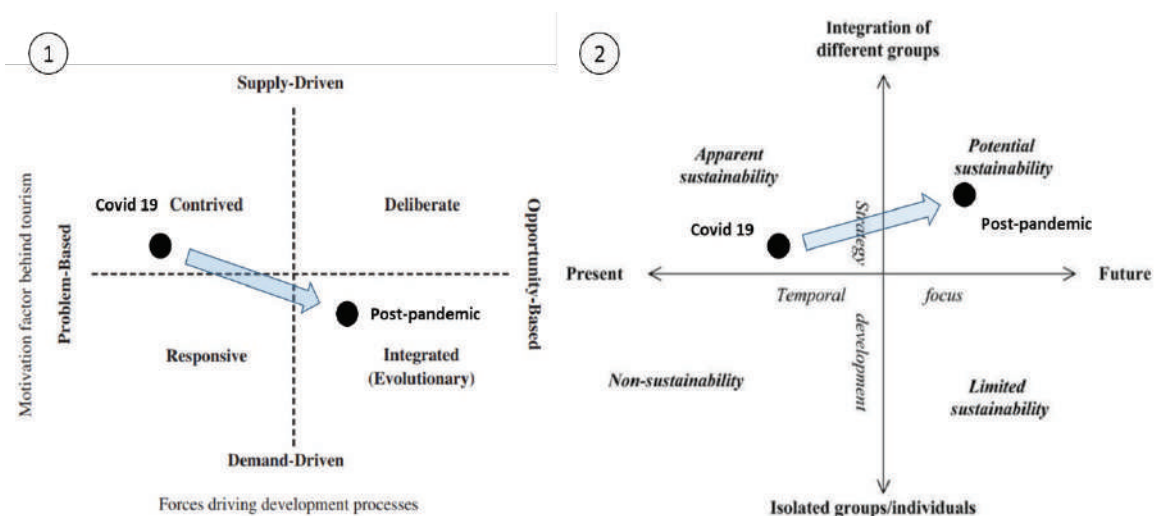 1
Supply-Driven
Motivation factor behind tourism
Problem-Based
Covid 19
Contrived
Deliberate
Opportunity-Based
Post-pandemic
Responsive
Integrated
(Evolutionary)
Demand-Driven
Forces driving development processes
2
Integration of
different groups
Apparent
sustainability
Potential
sustainability
Covid 19
Strategy
Post-pandemic
Present
Future
Temporal
focus
development
Non-sustainability
Limited
sustainability
Isolated groups/individuals